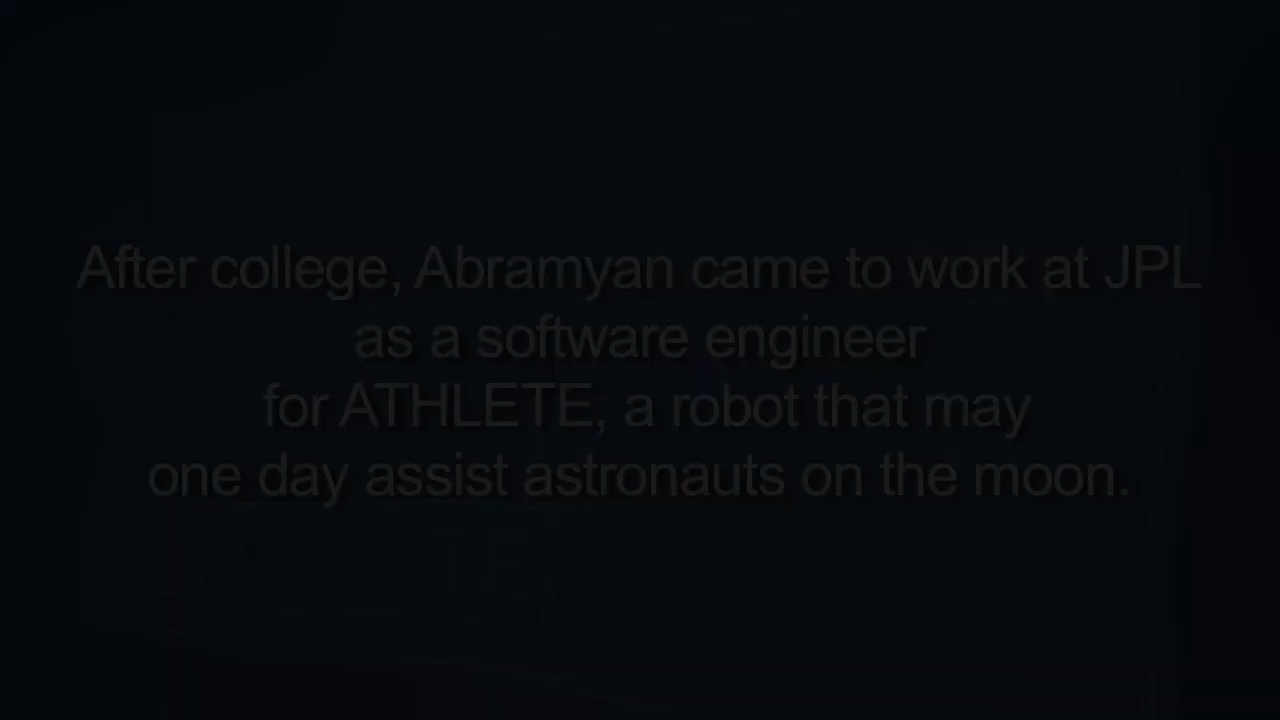 After college, Abramyan came to work at JPL
as a software engineer
for ATHLETE, a robot that may
one day assist astronauts on the moon.
ATHLETE